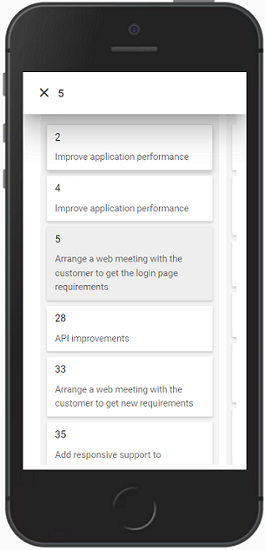 ✕ 5
2
Improve application performance
4
Improve application performance
5
Arrange a web meeting with the
customer to get the login page
requirements
28
API improvements
33
Arrange a web meeting with the
customer to get new requirements
35
Add responsive support to